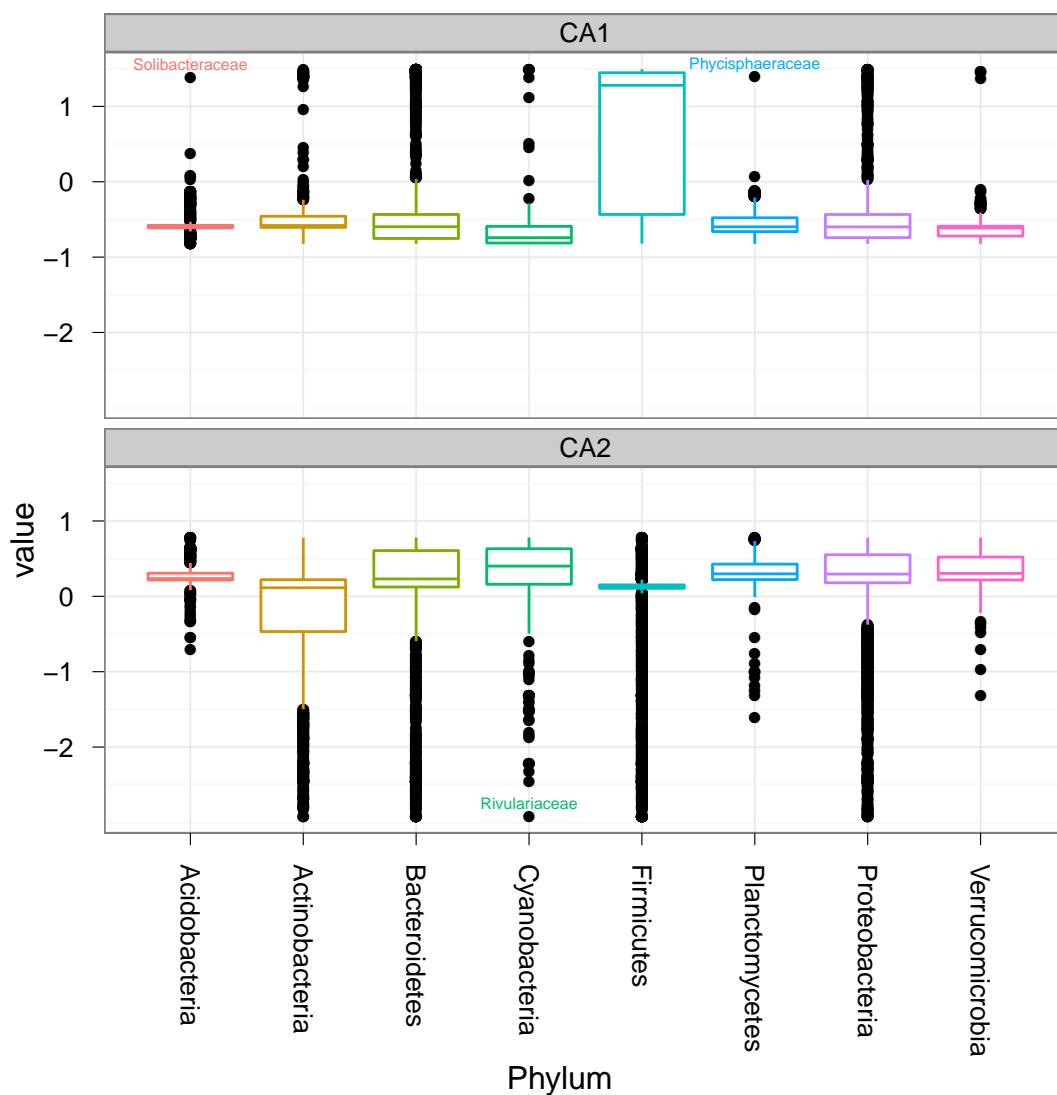 CA1
Solibacteraceae
Phycisphaeraceae
1
0
−1
−2
CA2
1
0
−1
−2
Rivulariaceae
value
Acidobacteria
Actinobacteria
Bacteroidetes
Cyanobacteria
Firmicutes
Planctomycetes
Proteobacteria
Verrucomicrobia
Phylum